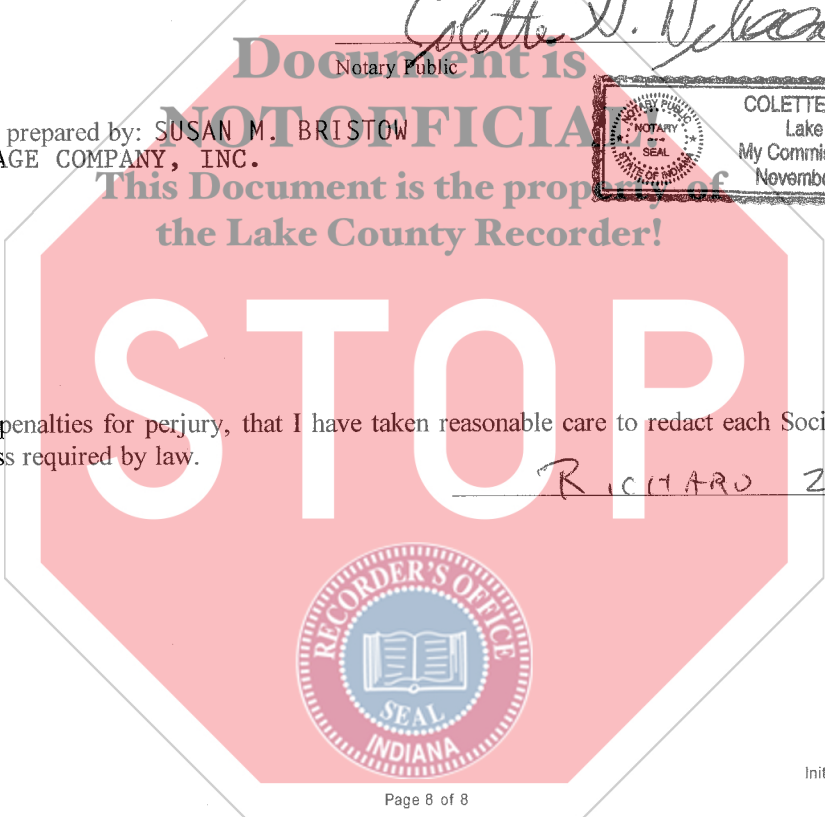 Colette D.
Document is
Notary Public
NOT OFFICIAL!
prepared by: SUSAN M. BRISTOW
AGE COMPANY, INC.
COLETTE
Lake
My Commis
Novembe
NOTARY PUBLIC
NOTARY
SEAL
STATE OF INDIANA
This Document is the property of
the Lake County Recorder!
STOP
penalties for perjury, that I have taken reasonable care to redact each Soci
ss required by law.
RICHARD
RECORDER'S OFFICE
SEAL
INDIANA
Init
Page 8 of 8